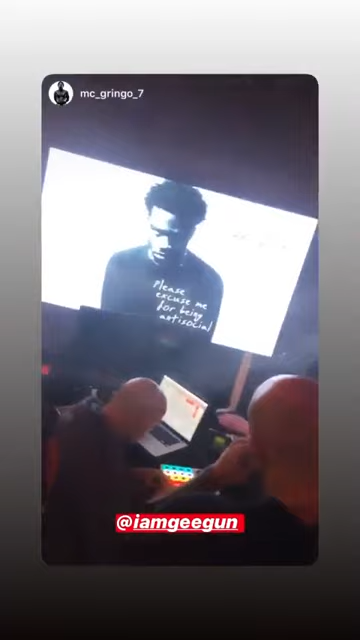 mc_gringo_7
Please
excuse me
for being
antisocial
@iamgeegun